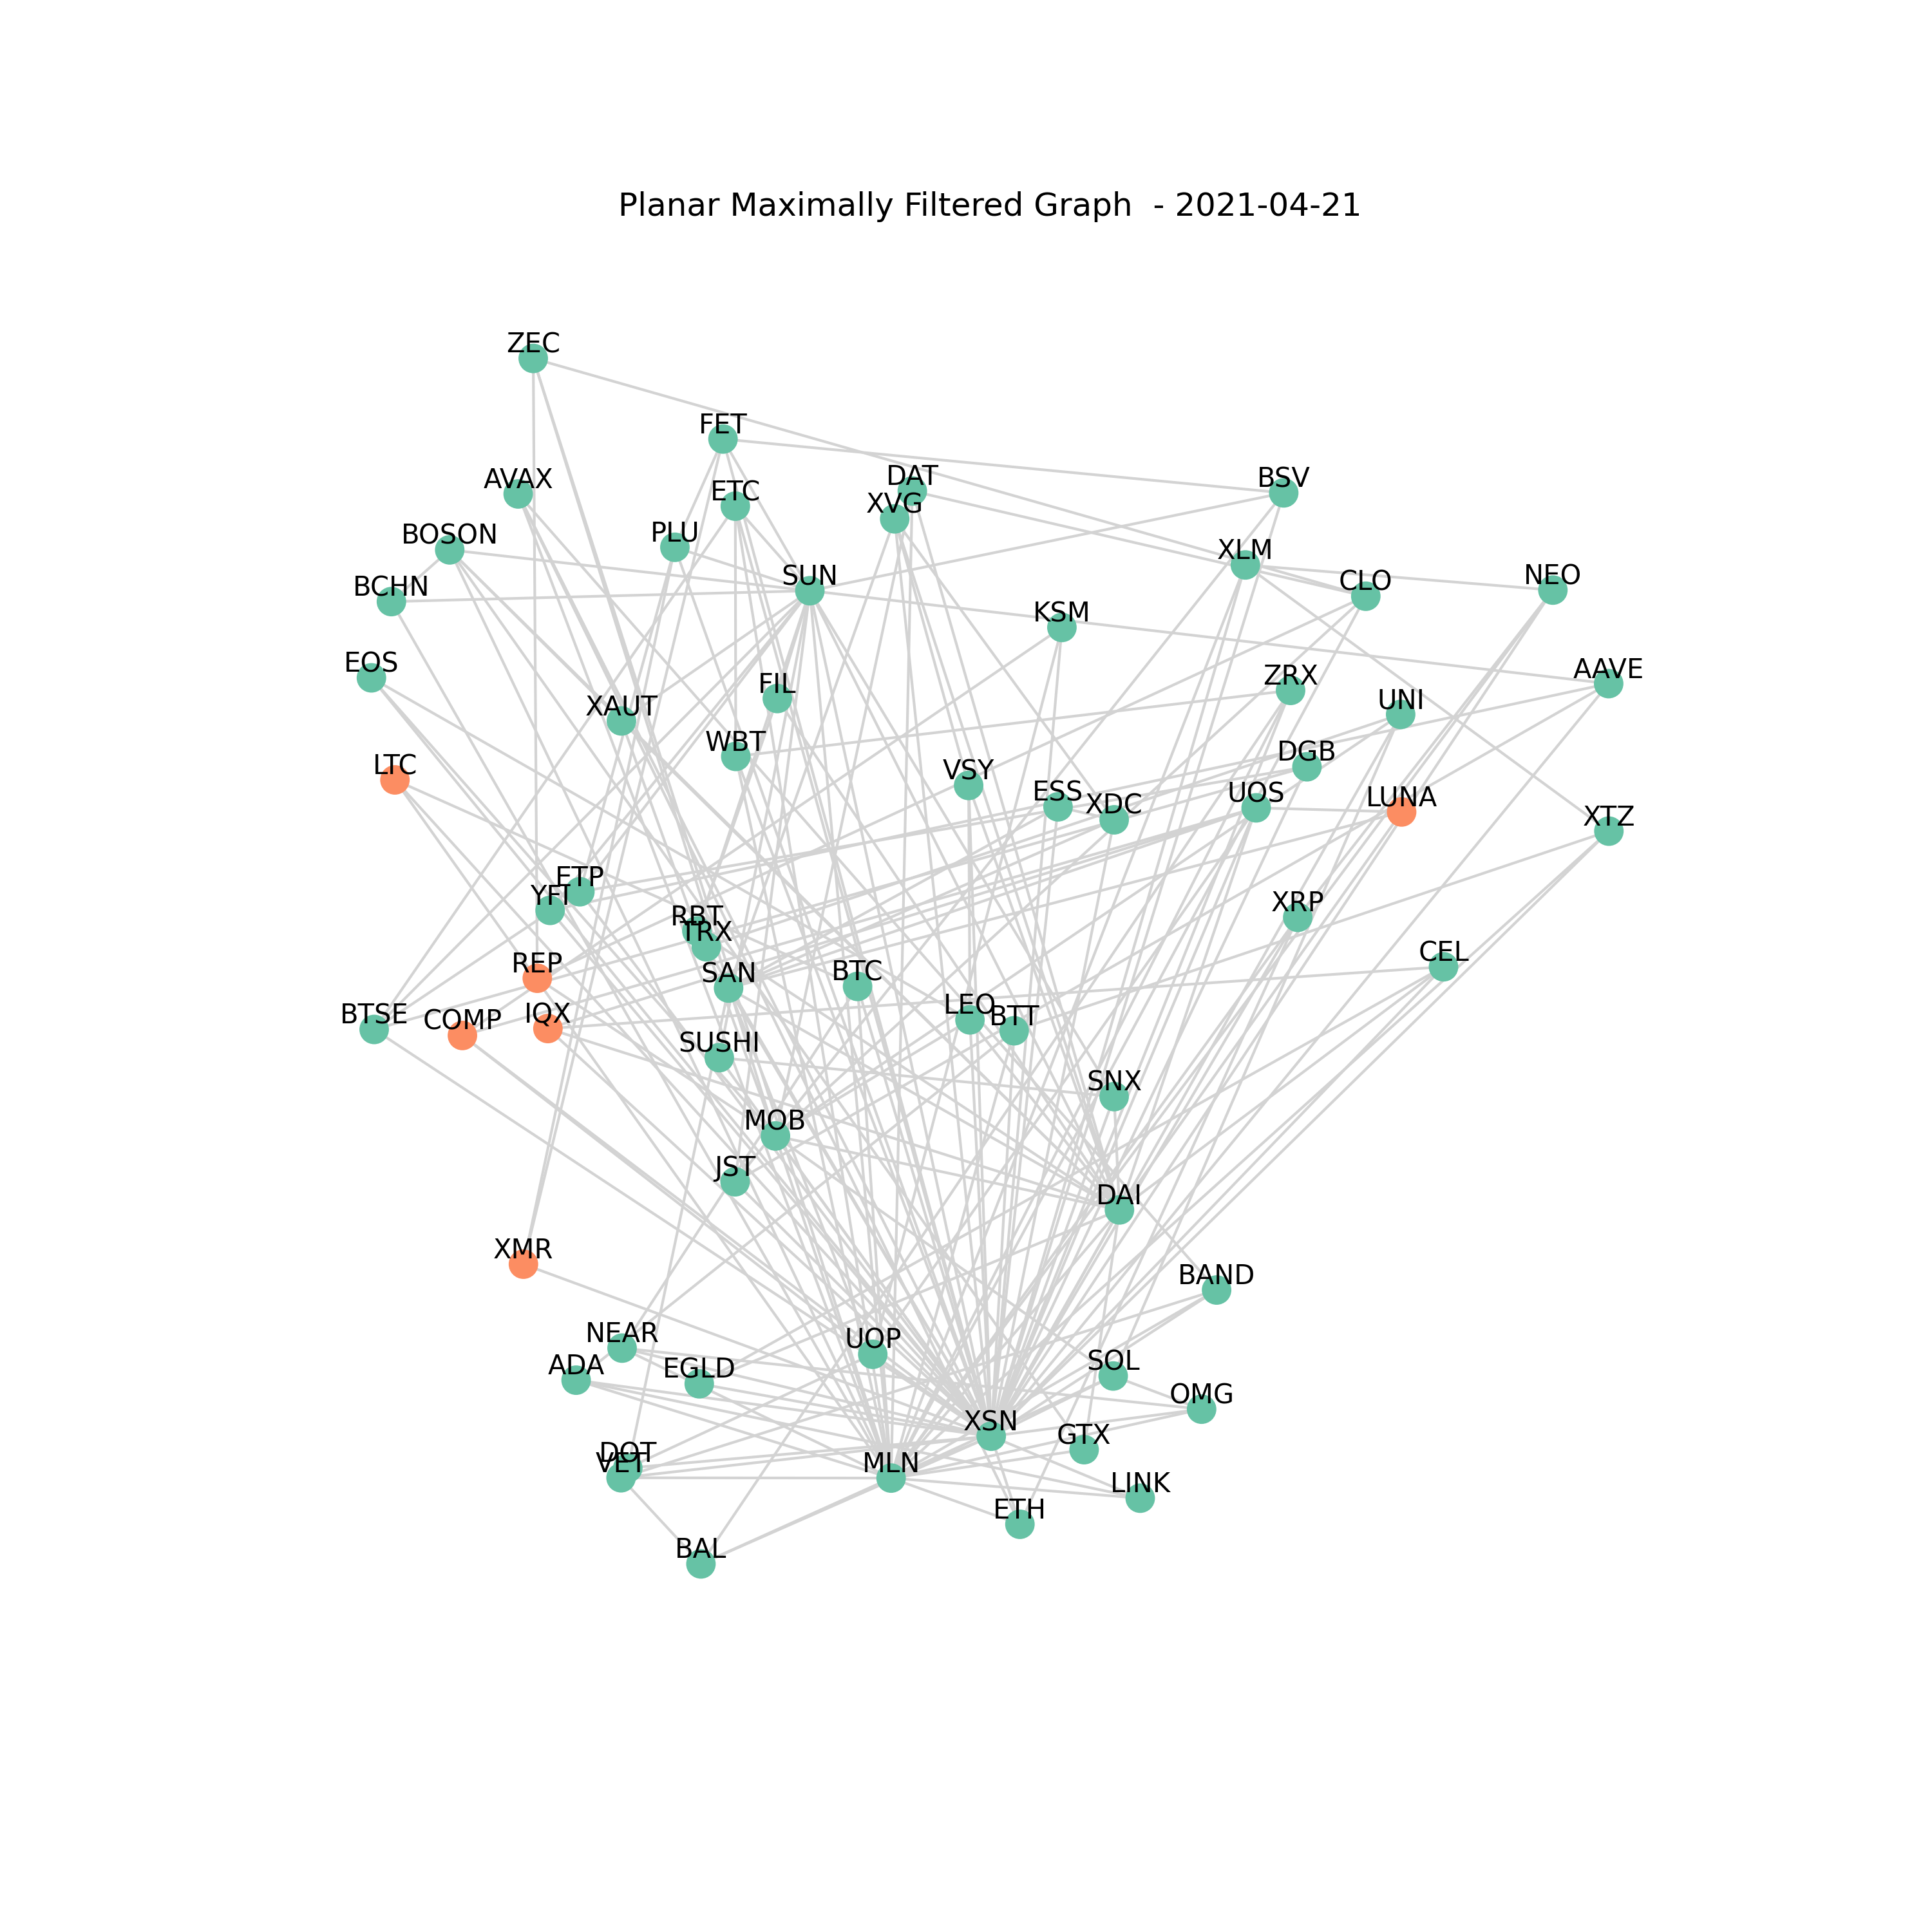 Planar Maximally Filtered Graph  - 2021-04-21
ZEC
FET
AVAX
ETC
DAT
XVG
BSV
BOSON
PLU
XLM
SUN
CLO
NEO
BCHN
KSM
EOS
FIL
ZRX
AAVE
XAUT
UNI
WBT
DGB
LTC
VSY
ESS
XDC
UOS
LUNA
XTZ
ETP
YFI
RBT
TRX
XRP
CEL
REP
SAN
BTC
BTSE
COMP
IQX
LEO
BTT
SUSHI
SNX
MOB
JST
DAI
XMR
BAND
NEAR
UOP
ADA
EGLD
SOL
OMG
XSN
GTX
DOT
VET
MLN
LINK
ETH
BAL